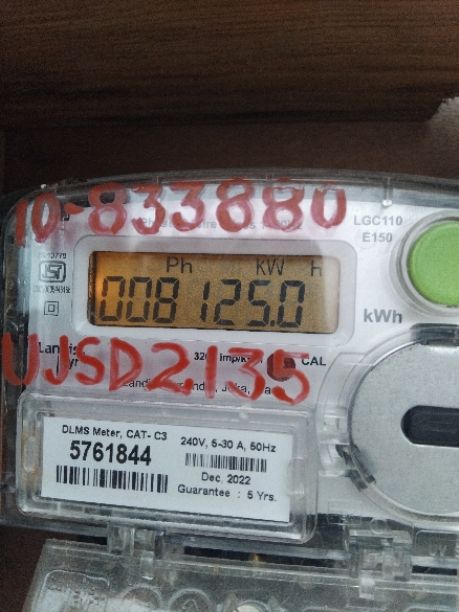 10-833880
LGC110
E150
Ph KW h
008125.0
kWh
UJSD2135
CAL
DLMS Meter, CAT- C3
5761844
240V, 5-30 A, 50Hz
Dec, 2022
Guarantee : 5 Yrs.